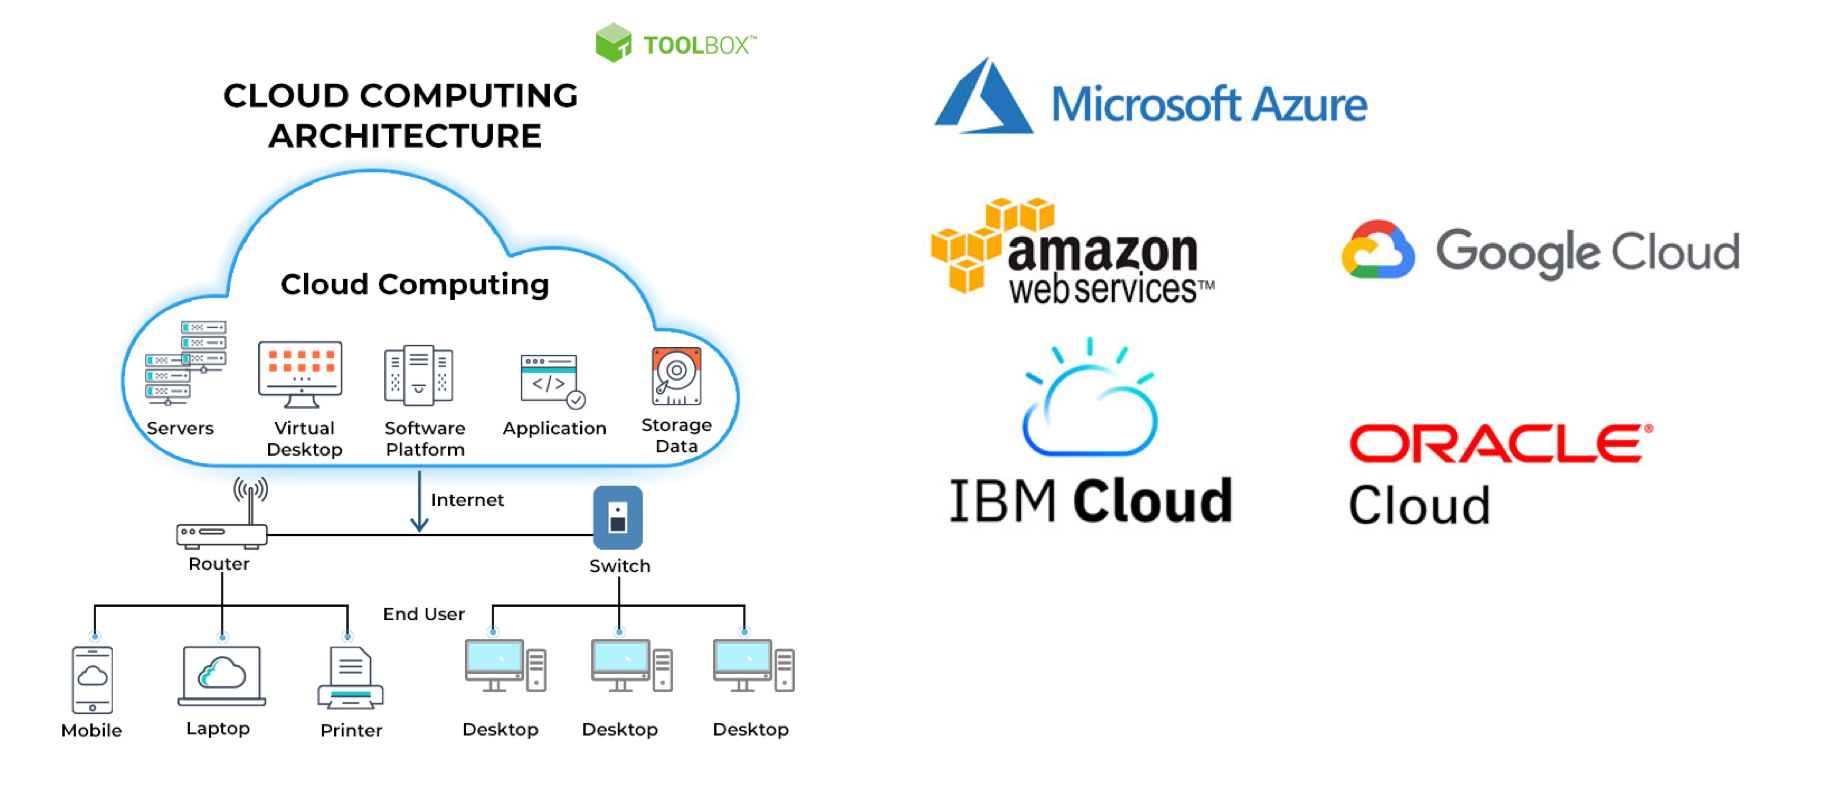 TOOLBOX™
CLOUD COMPUTING
ARCHITECTURE
Cloud Computing
Servers
Virtual
Desktop
Software
Platform
</>
Application
Storage
Data
Internet
Router
Switch
End User
Mobile
Laptop
Printer
Desktop
Desktop
Desktop
Microsoft Azure
amazon
web services™
Google Cloud
IBM Cloud
ORACLE®
Cloud